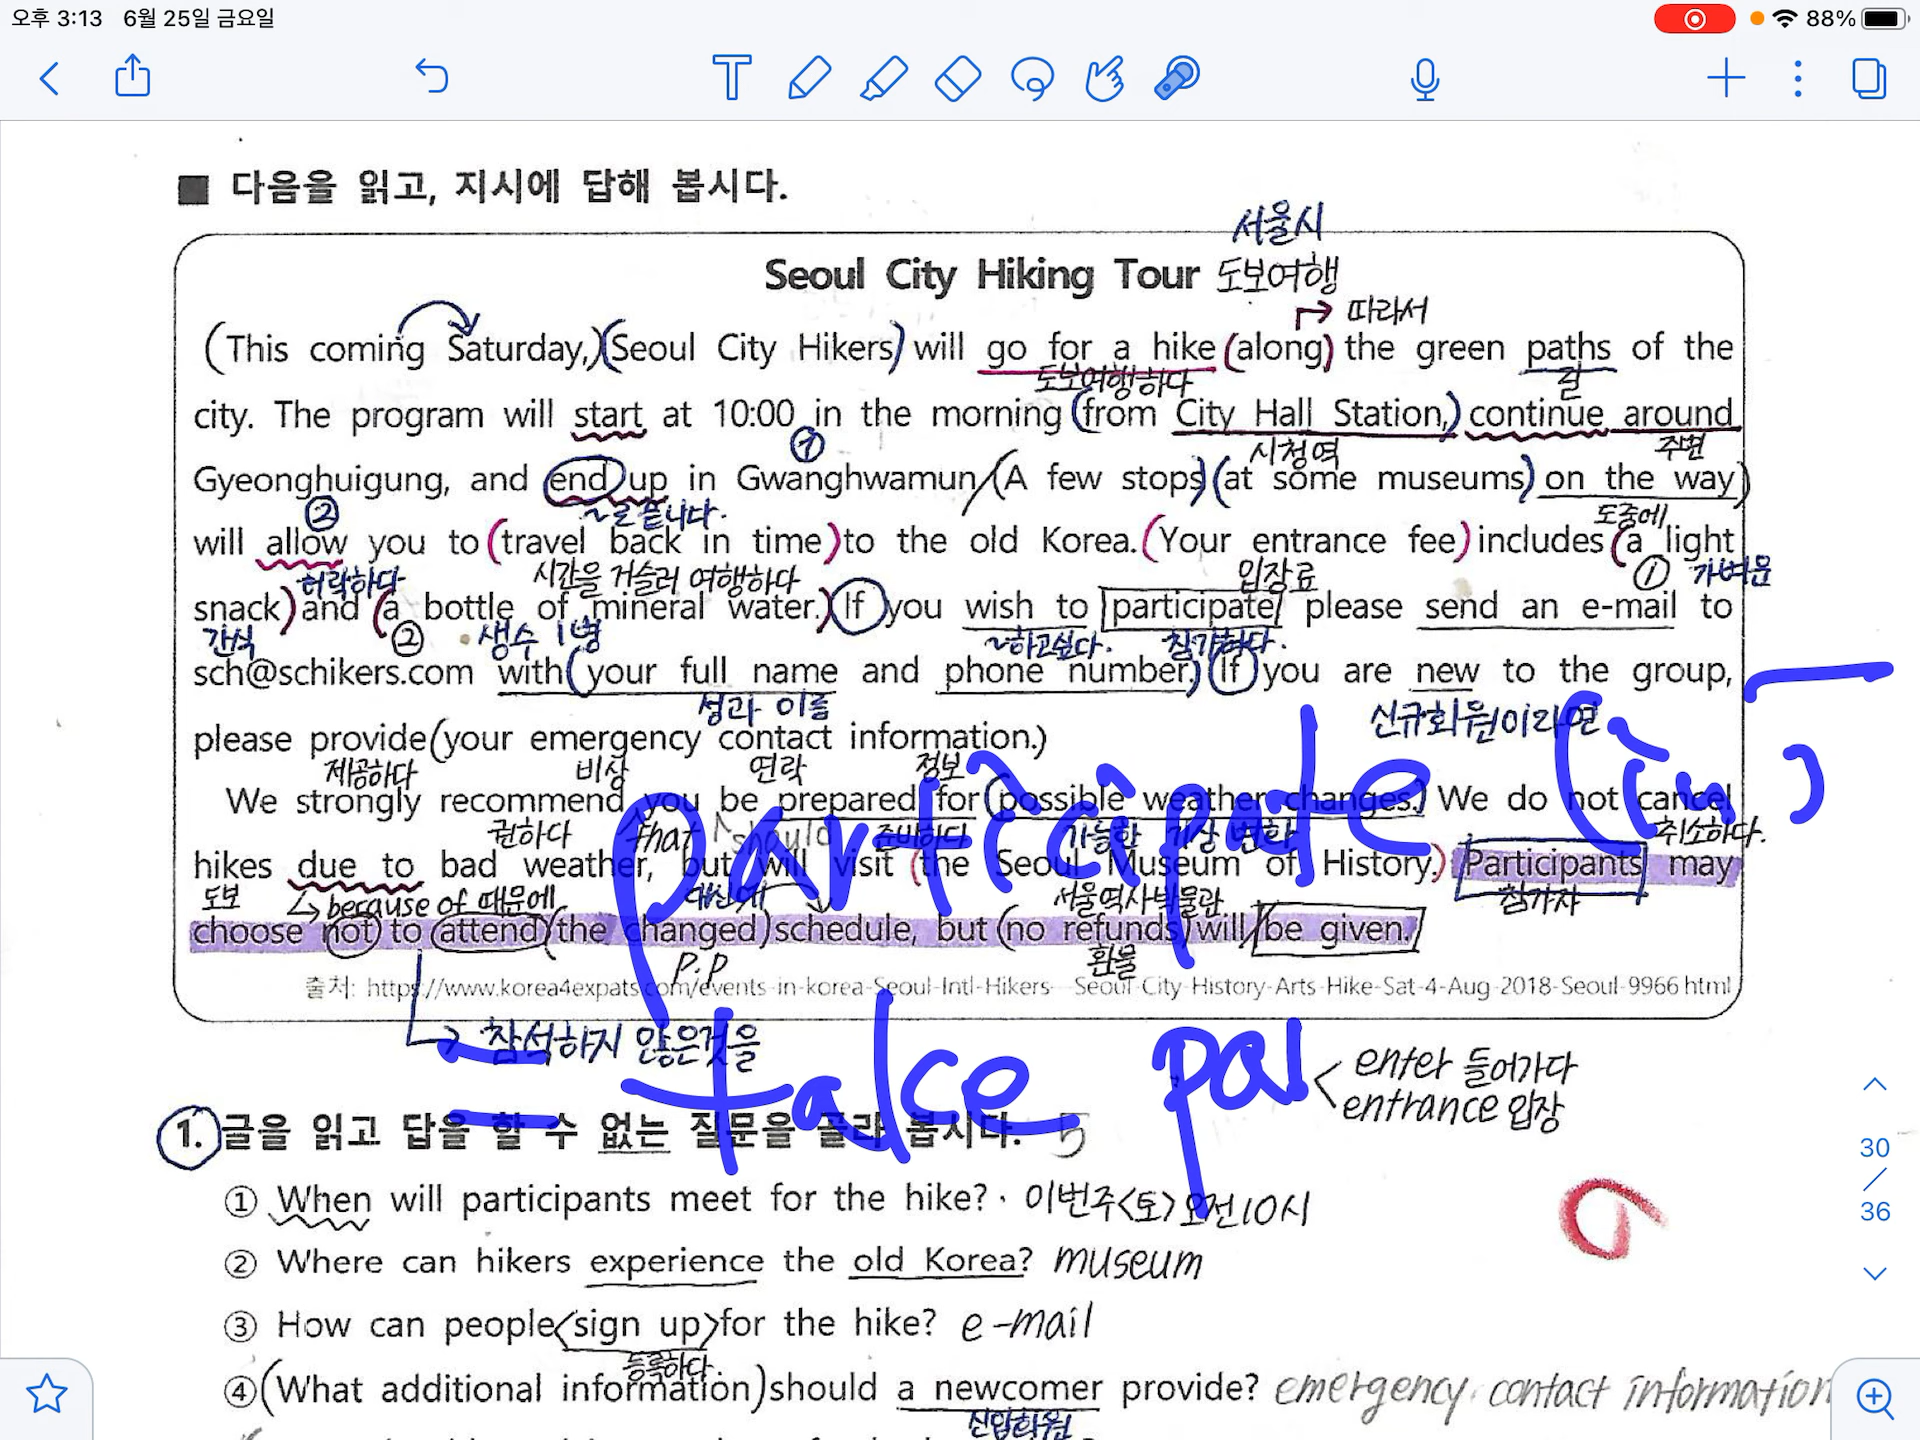 오후 3:13 6월 25일 금요일 88%
■ 다음을 읽고, 지시에 답해 봅시다.
서울시
Seoul City Hiking Tour 도보여행
따라서
(This coming Saturday,)(Seoul City Hikers) will go for a hike (along) the green paths of the
도보여행하다 길
city. The program will start at 10:00 in the morning (from City Hall Station,) continue around
① 시청역 주변
Gyeonghuigung, and end up in Gwanghwamun/(A few stops)(at some museums) on the way)
② ~로 끝나다. 도중에
will allow you to (travel back in time) to the old Korea. (Your entrance fee) includes (a light
허락하다 시간을 거슬러 여행하다 입장료 ① 가벼운
snack) and (a bottle of mineral water.) If you wish to participate please send an e-mail to
간식 ② 생수 1병 ~하고싶다. 참가하다.
sch@schikers.com with (your full name and phone number.) If you are new to the group,
성과 이름 신규회원이라면
please provide (your emergency contact information.)
제공하다 비상 연락 정보
participate (in)
We strongly recommend you be prepared for (possible weather changes.) We do not cancel
권하다 that should 준비하다 가능한 기상 변화 취소하다.
hikes due to bad weather, but will visit (the Seoul Museum of History.) Participants may
도보 because of 때문에 대신에 서울역사박물관 참가자
choose not to attend (the changed) schedule, but (no refunds) will be given.
p.p 환불
출처: https://www.korea4expats.com/events-in-korea-Seoul-Intl-Hikers Seoul-City-History-Arts-Hike-Sat-4-Aug-2018-Seoul-9966 html
참석하지 않은것을
= take par
enter 들어가다
entrance 입장
1. 글을 읽고 답을 할 수 없는 질문을 골라 봅시다. 5
① When will participants meet for the hike? 이번주<토> 오전10시
② Where can hikers experience the old Korea? museum
③ How can people <sign up> for the hike? e-mail
등록하다.
④ (What additional information) should a newcomer provide? emergency contact information
신입회원
30
/
36